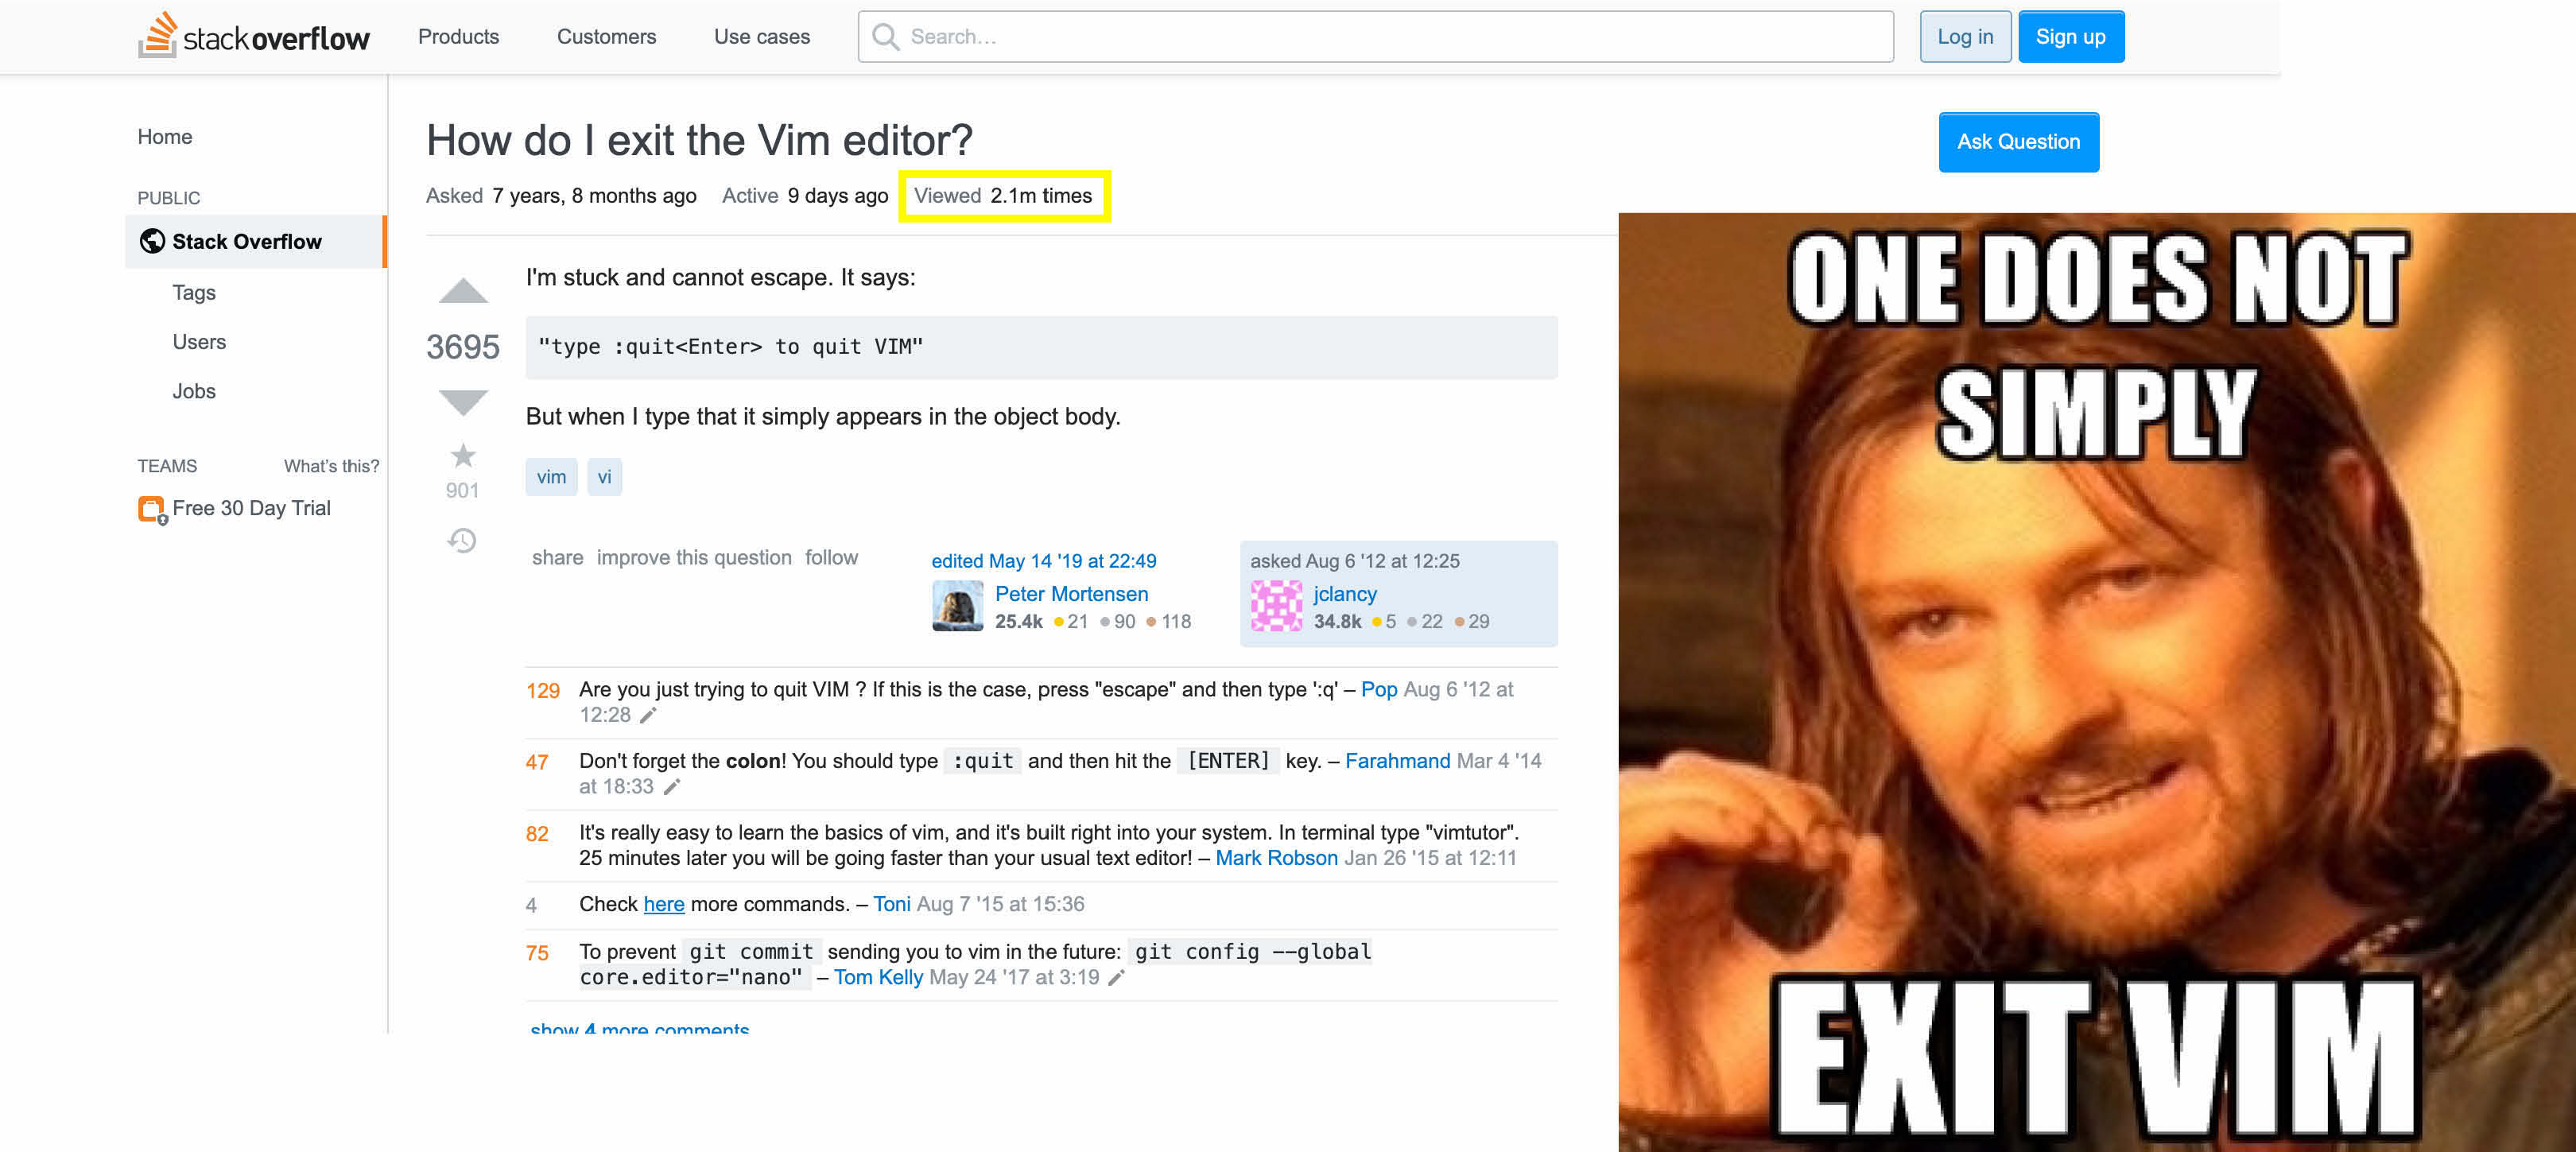 stackoverflow
Products
Customers
Use cases
Search…
Log in
Sign up
Home
PUBLIC
Stack Overflow
Tags
Users
Jobs
TEAMS What's this?
Free 30 Day Trial
How do I exit the Vim editor?
Ask Question
Asked 7 years, 8 months ago Active 9 days ago Viewed 2.1m times
I'm stuck and cannot escape. It says:
3695
"type :quit<Enter> to quit VIM"
But when I type that it simply appears in the object body.
901
vim vi
share improve this question follow
edited May 14 '19 at 22:49
Peter Mortensen
25.4k 21 90 118
asked Aug 6 '12 at 12:25
jclancy
34.8k 5 22 29
129 Are you just trying to quit VIM ? If this is the case, press "escape" and then type ':q' – Pop Aug 6 '12 at
12:28
47 Don't forget the colon! You should type :quit and then hit the [ENTER] key. – Farahmand Mar 4 '14
at 18:33
82 It's really easy to learn the basics of vim, and it's built right into your system. In terminal type "vimtutor".
25 minutes later you will be going faster than your usual text editor! – Mark Robson Jan 26 '15 at 12:11
4 Check here more commands. – Toni Aug 7 '15 at 15:36
75 To prevent git commit sending you to vim in the future: git config --global
core.editor="nano" – Tom Kelly May 24 '17 at 3:19
show 4 more comments
ONE DOES NOT
SIMPLY
EXIT VIM